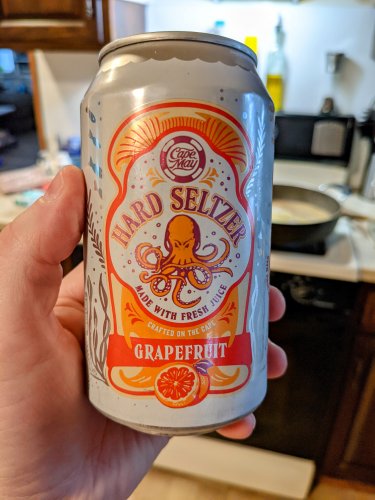 Cape
May
HARD SELTZER
MADE WITH FRESH JUICE
CRAFTED ON THE CAPE
GRAPEFRUIT